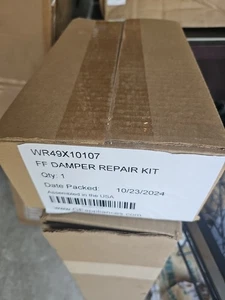 WR49X10107
FF DAMPER REPAIR KIT
Qty: 1
Date Packed: 10/23/2024
Assembled in the USA